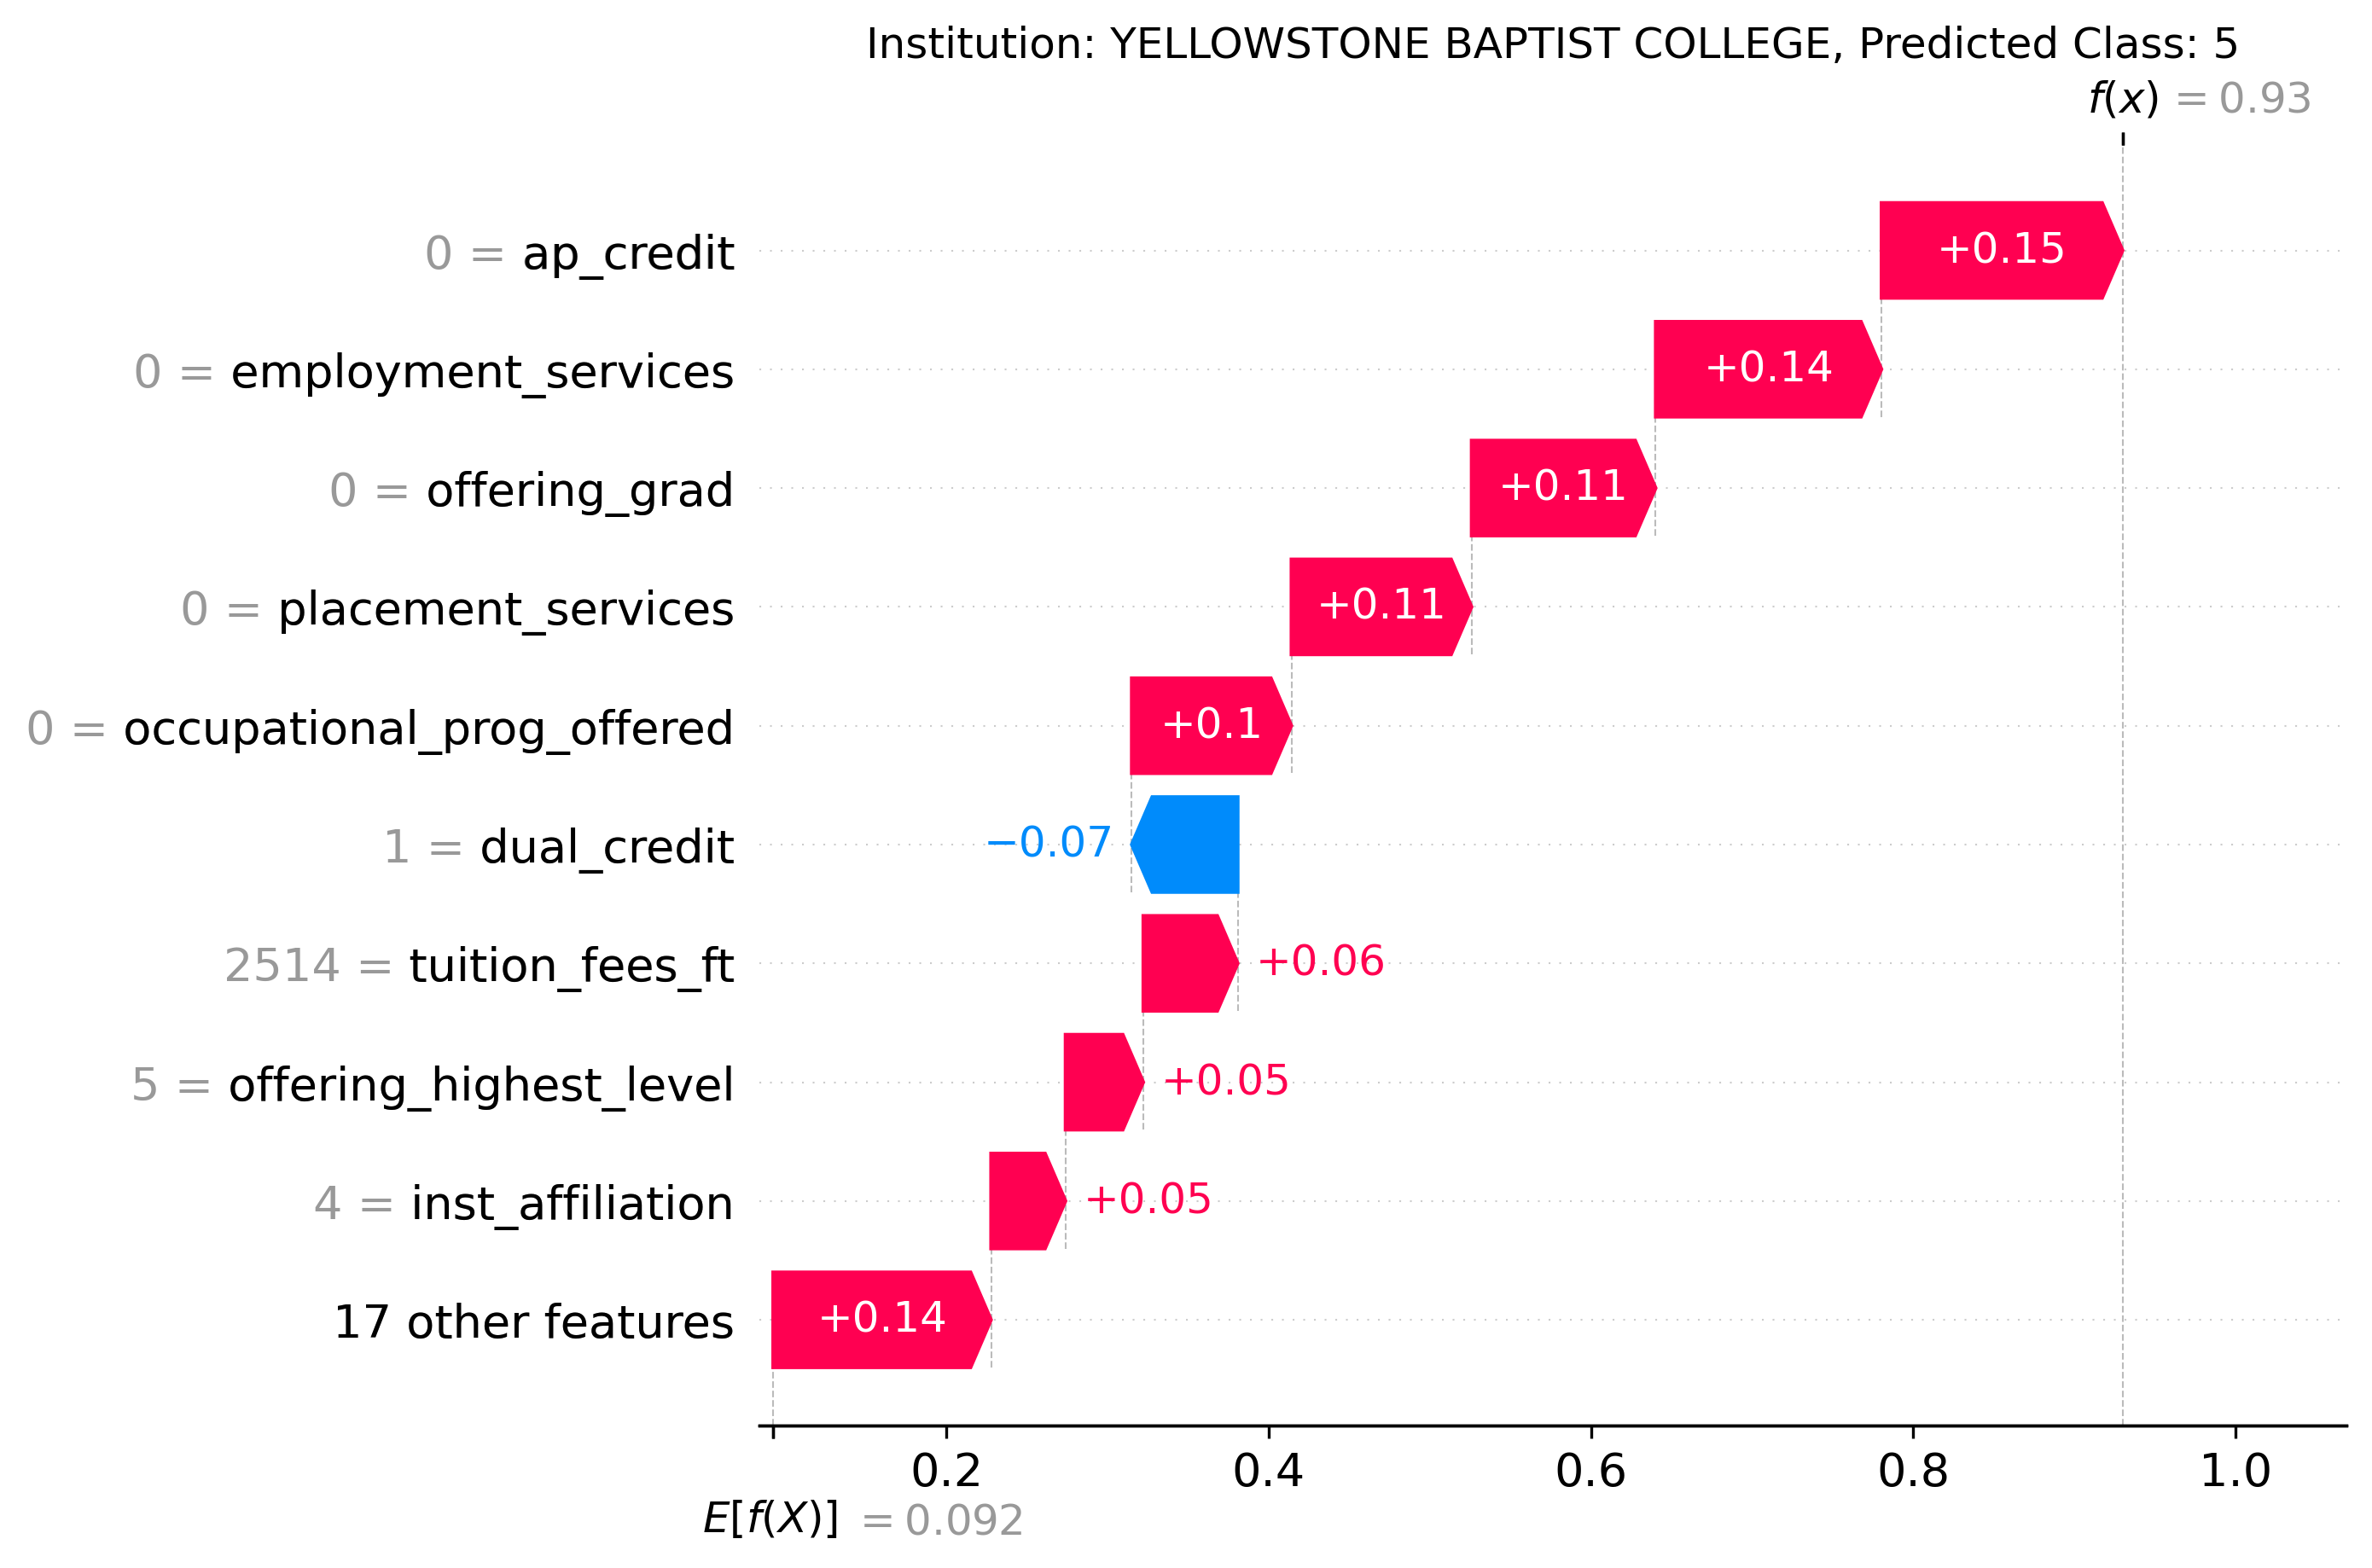 Institution: YELLOWSTONE BAPTIST COLLEGE, Predicted Class: 5
f(x) = 0.93
0 = ap_credit +0.15
0 = employment_services +0.14
0 = offering_grad +0.11
0 = placement_services +0.11
0 = occupational_prog_offered +0.1
1 = dual_credit −0.07
2514 = tuition_fees_ft +0.06
5 = offering_highest_level +0.05
4 = inst_affiliation +0.05
17 other features +0.14
0.2 0.4 0.6 0.8 1.0
E[f(X)] = 0.092